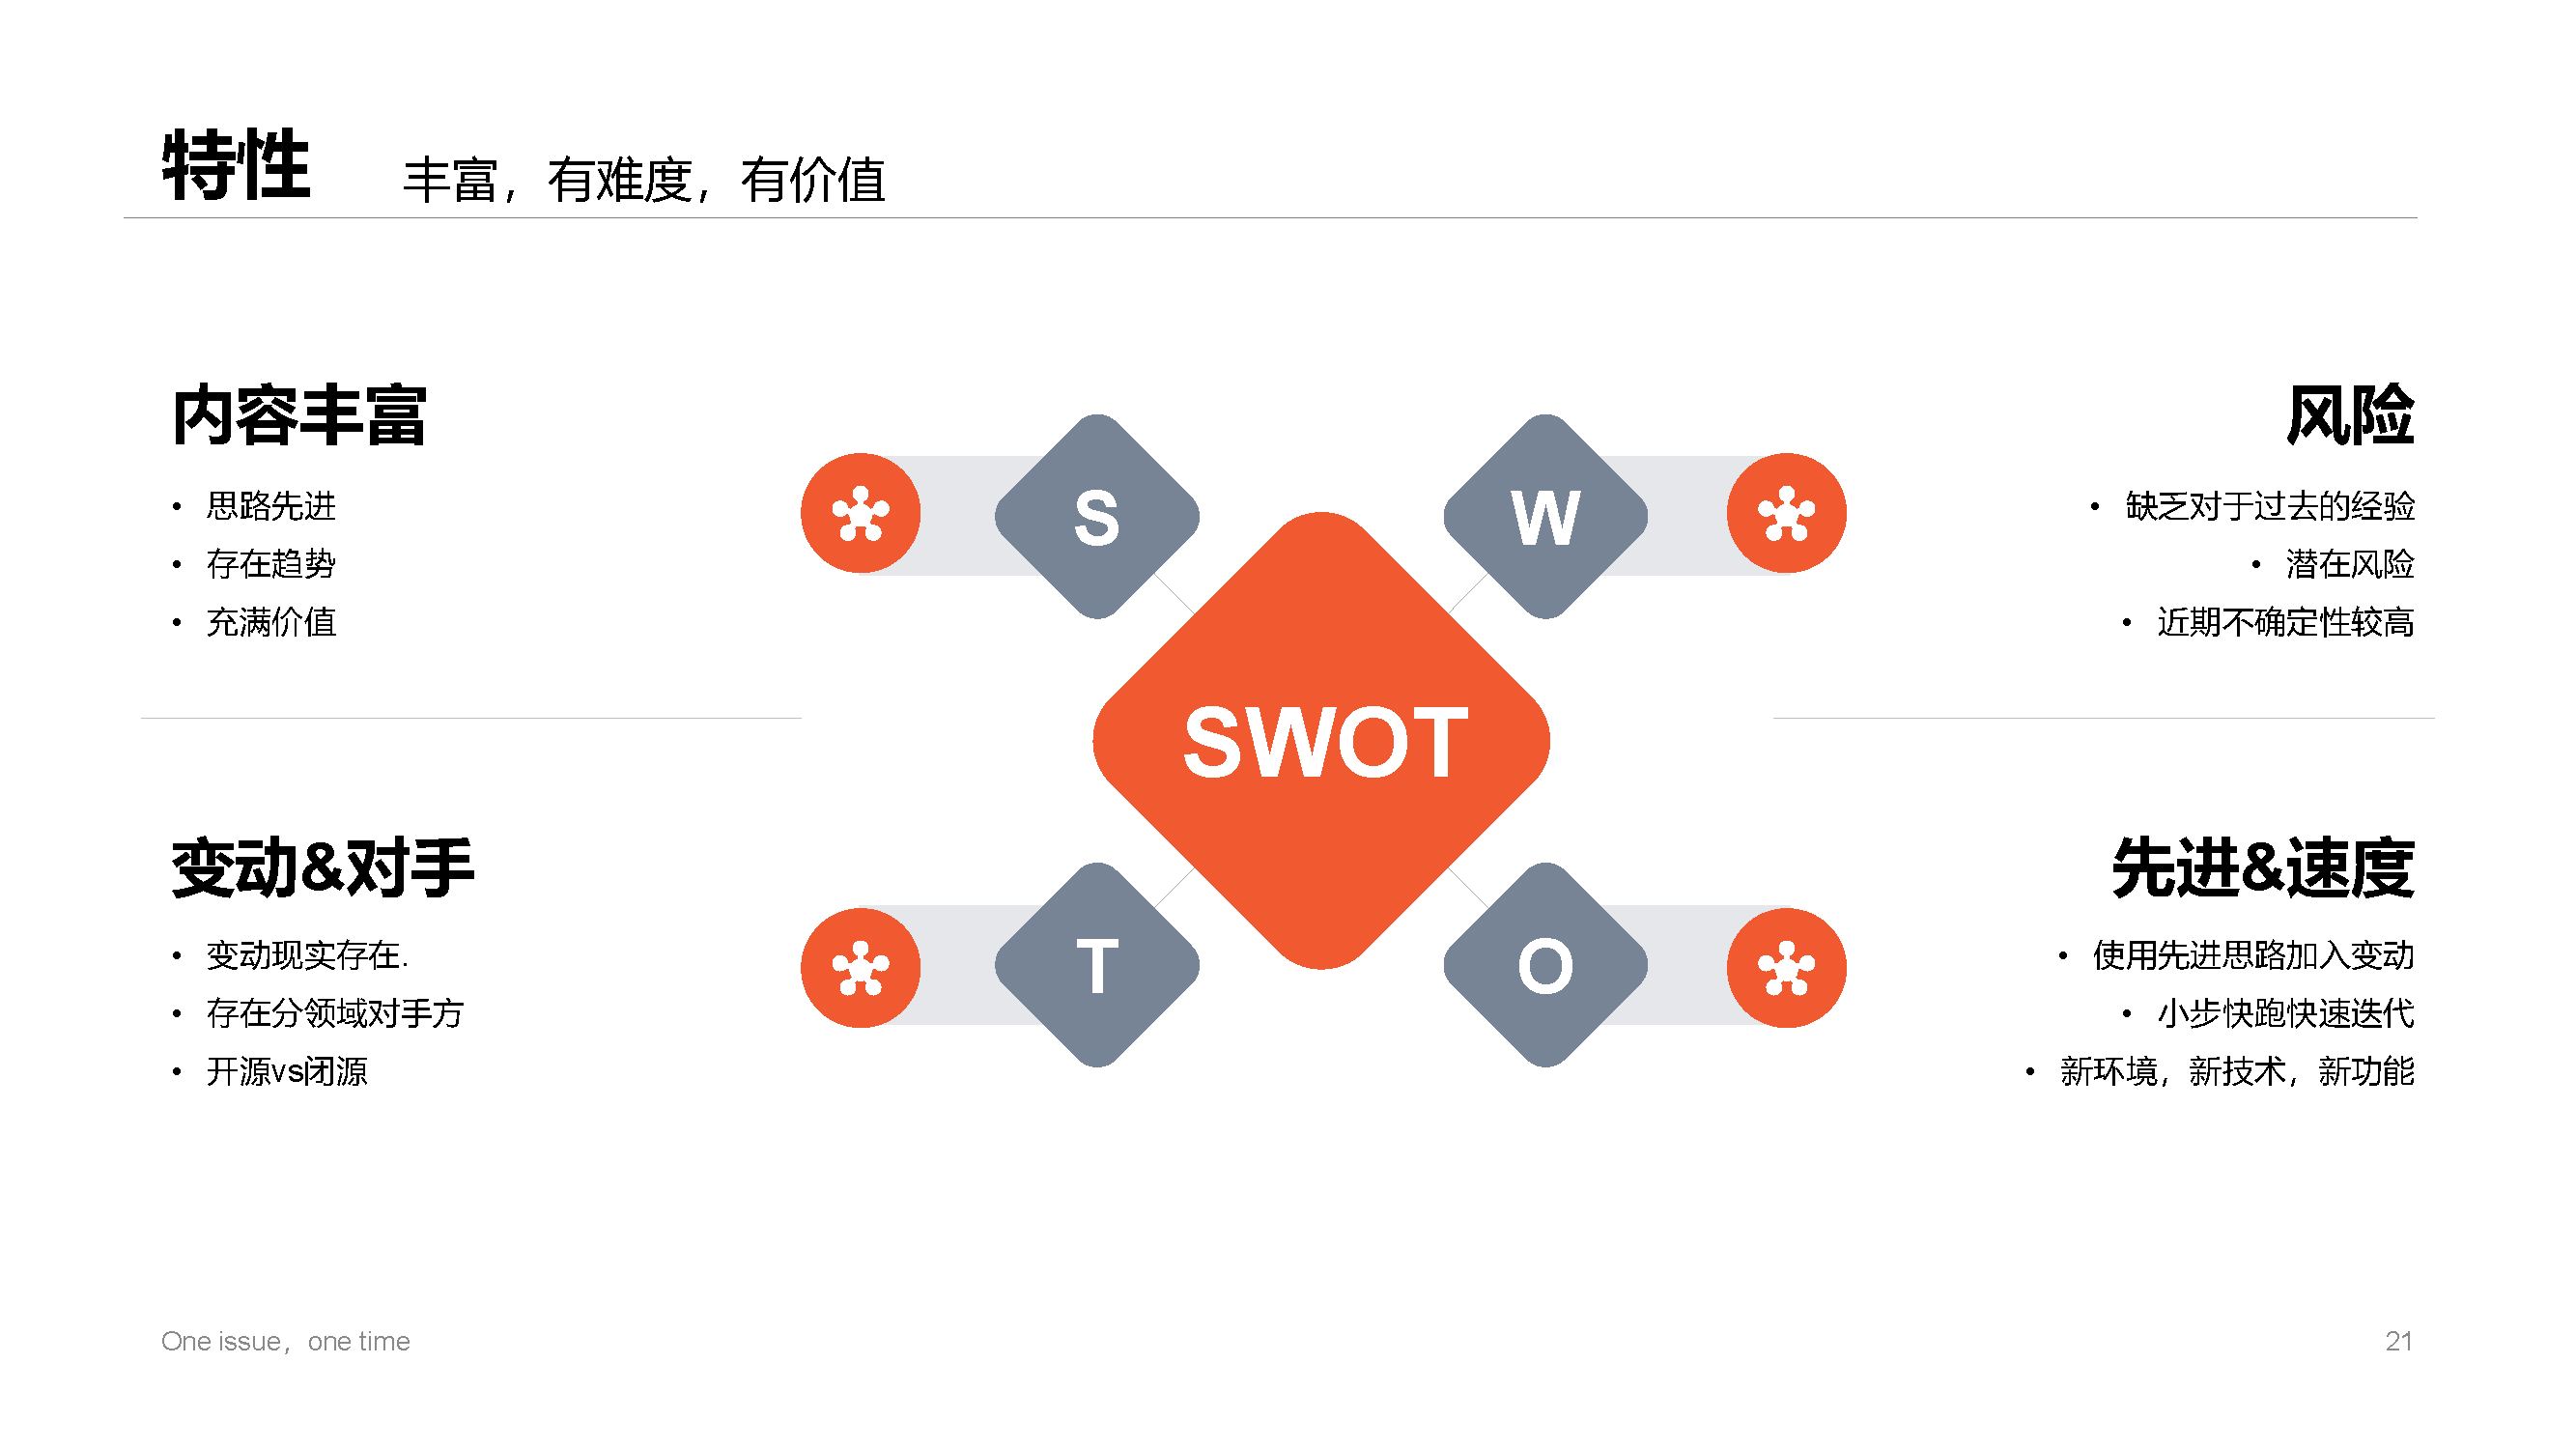 特性
丰富，有难度，有价值
内容丰富
• 思路先进
• 存在趋势
• 充满价值
S
W
风险
• 缺乏对于过去的经验
• 潜在风险
• 近期不确定性较高
SWOT
变动&对手
• 变动现实存在.
• 存在分领域对手方
• 开源vs闭源
T
O
先进&速度
• 使用先进思路加入变动
• 小步快跑快速迭代
• 新环境，新技术，新功能
One issue，one time
21